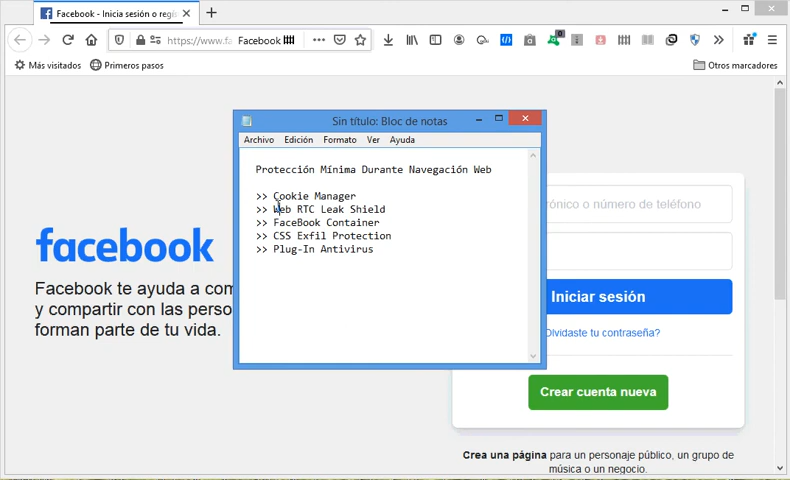 Facebook - Inicia sesión o regís
https://www.fa Facebook
Más visitados
Primeros pasos
Otros marcadores
Sin título: Bloc de notas
Archivo Edición Formato Ver Ayuda
Protección Mínima Durante Navegación Web
>> Cookie Manager
>> Web RTC Leak Shield
>> FaceBook Container
>> CSS Exfil Protection
>> Plug-In Antivirus
facebook
Facebook te ayuda a com
y compartir con las perso
forman parte de tu vida.
rónico o número de teléfono
Iniciar sesión
Olvidaste tu contraseña?
Crear cuenta nueva
Crea una página para un personaje público, un grupo de
música o un negocio.